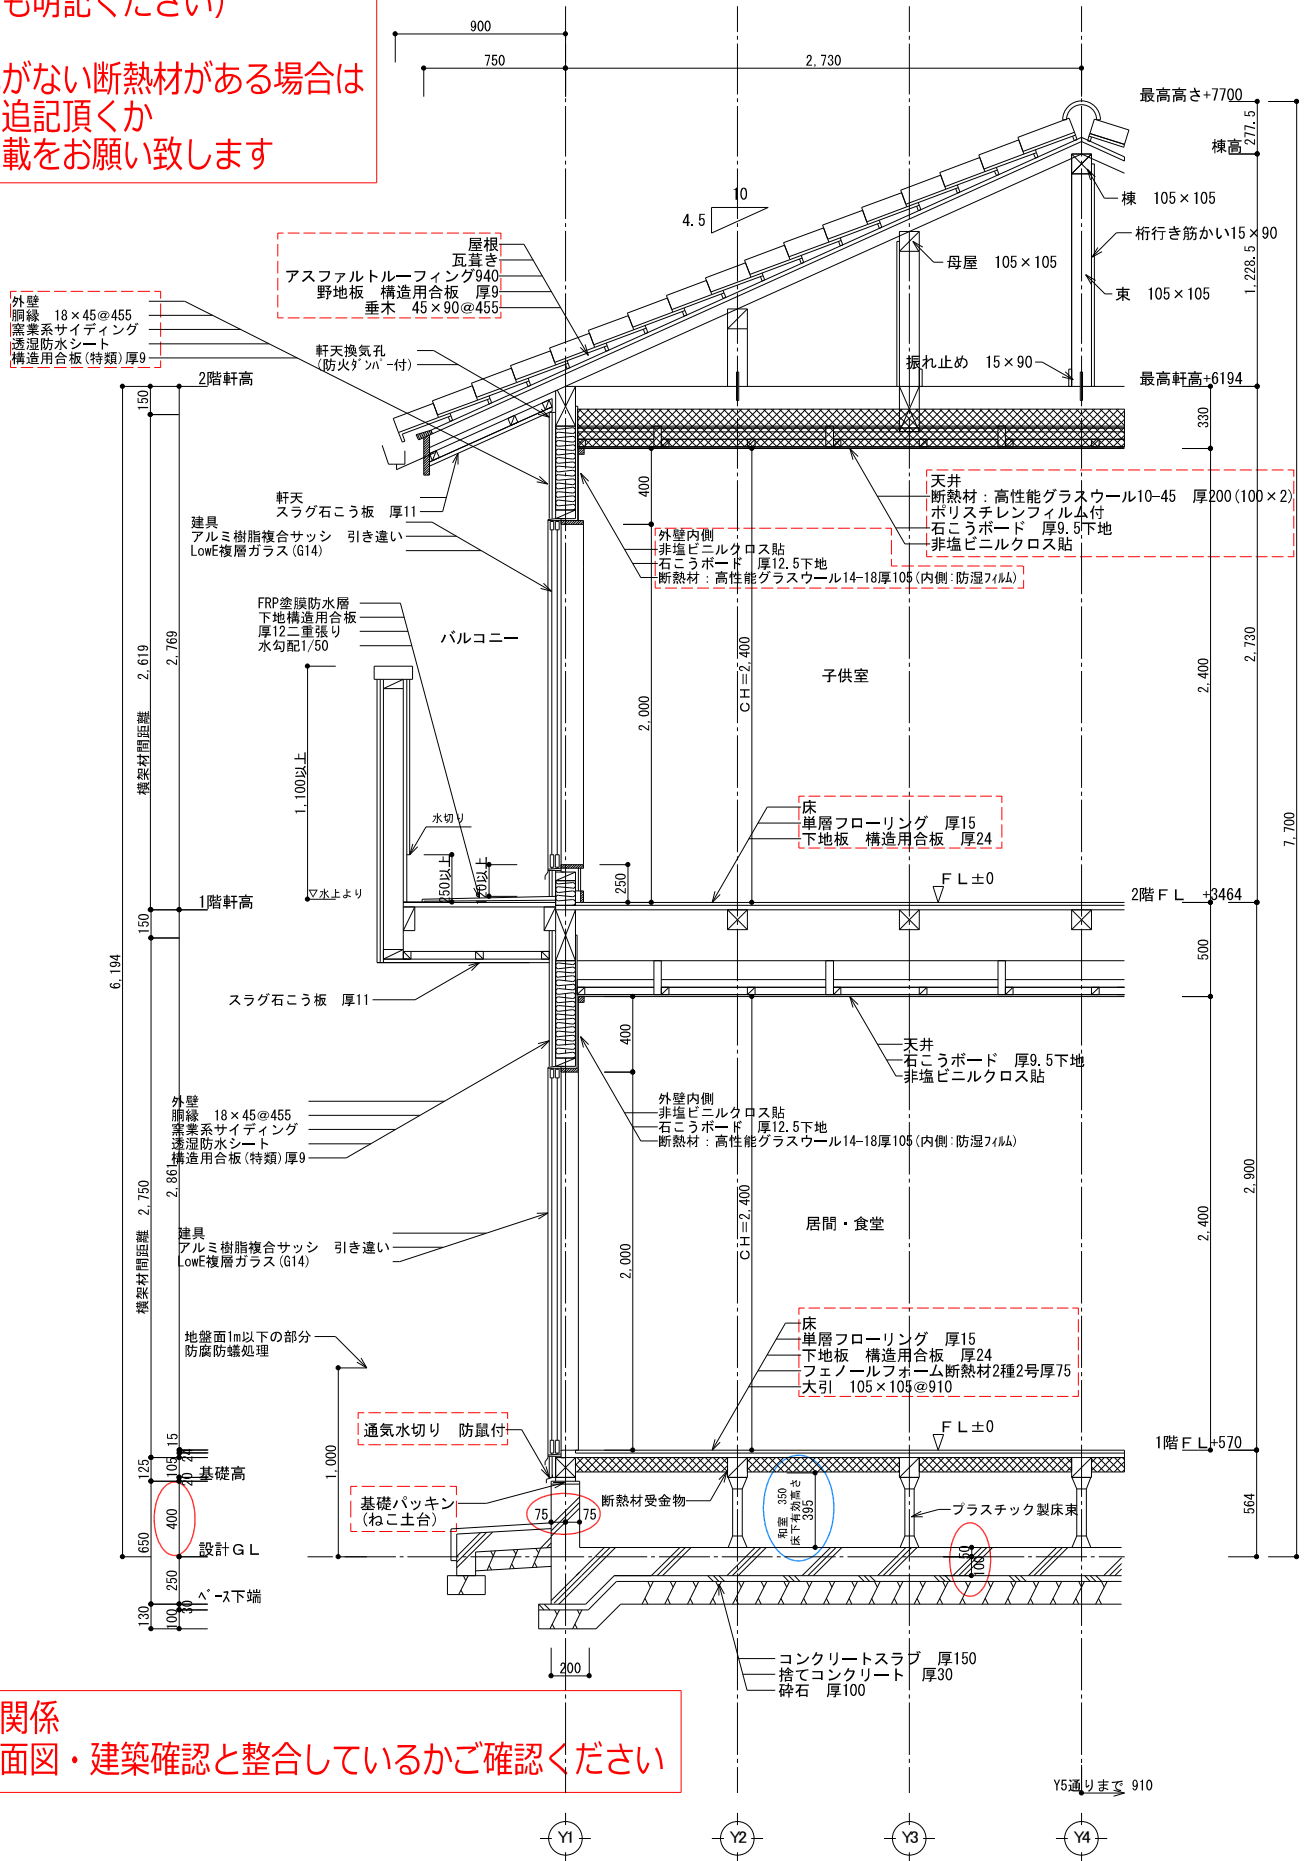 も明記ください)
がない断熱材がある場合は
追記頂くか
載をお願い致します
900
750
2,730
最高高さ+7700
277.5
棟高
10
4.5
棟 105×105
桁行き筋かい15×90
母屋 105×105
1,228.5
束 105×105
振れ止め 15×90
最高軒高+6194
屋根
瓦葺き
アスファルトルーフィング940
野地板 構造用合板 厚9
垂木 45×90@455
外壁
胴縁 18×45@455
窯業系サイディング
透湿防水シート
構造用合板(特類)厚9
軒天換気孔
(防火ダンパー付)
2階軒高
150
330
400
天井
断熱材：高性能グラスウール10-45 厚200(100×2)
ポリスチレンフィルム付
石こうボード 厚9.5下地
非塩ビニルクロス貼
軒天
スラグ石こう板 厚11
建具
アルミ樹脂複合サッシ 引き違い
LowE複層ガラス(G14)
外壁内側
非塩ビニルクロス貼
石こうボード 厚12.5下地
断熱材：高性能グラスウール14-18厚105(内側:防湿フィルム)
FRP塗膜防水層
下地構造用合板
厚12二重張り
水勾配1/50
バルコニー
子供室
2,619
2,769
横架材間距離
2,000
CH=2,400
2,400
2,730
7,700
1,100以上
水切り
250以上
120以上
250
▽水上より
床
単層フローリング 厚15
下地板 構造用合板 厚24
FL±0
2階FL +3464
1階軒高
150
500
6,194
スラグ石こう板 厚11
400
天井
石こうボード 厚9.5下地
非塩ビニルクロス貼
外壁
胴縁 18×45@455
窯業系サイディング
透湿防水シート
構造用合板(特類)厚9
外壁内側
非塩ビニルクロス貼
石こうボード 厚12.5下地
断熱材：高性能グラスウール14-18厚105(内側:防湿フィルム)
2,750
2,861
横架材間距離
建具
アルミ樹脂複合サッシ 引き違い
LowE複層ガラス(G14)
2,000
CH=2,400
居間・食堂
2,400
2,900
地盤面1m以下の部分
防腐防蟻処理
床
単層フローリング 厚15
下地板 構造用合板 厚24
フェノールフォーム断熱材2種2号厚75
大引 105×105@910
通気水切り 防鼠付
FL±0
1階FL+570
15
24
105
20
125
基礎高
1,000
基礎パッキン
(ねこ土台)
75
75
断熱材受金物
和室 350
床下有効高さ
395
プラスチック製床束
564
400
650
設計GL
50
100
250
ベース下端
130
100
30
200
コンクリートスラブ 厚150
捨てコンクリート 厚30
砕石 厚100
関係
面図・建築確認と整合しているかご確認ください
Y5通りまで 910
Y1
Y2
Y3
Y4